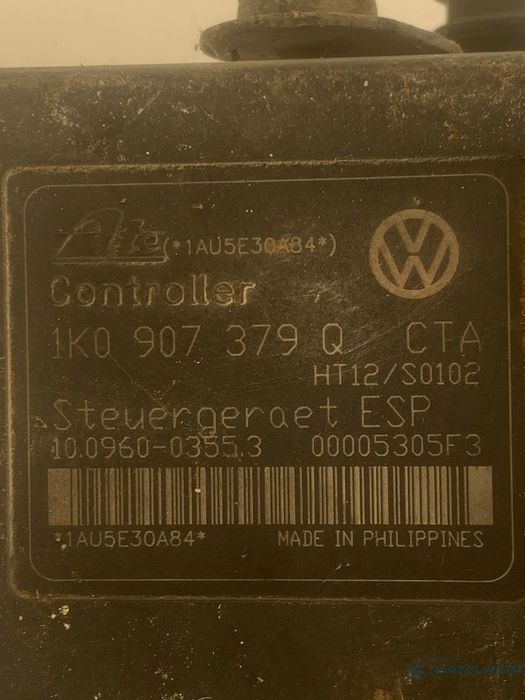 Ate (*1AU5E30A84*)
Controller
1K0 907 379 Q CTA
HT12/S0102
Steuergeraet ESP
10.0960-0355.3 00005305F3
*1AU5E30A84* MADE IN PHILIPPINES